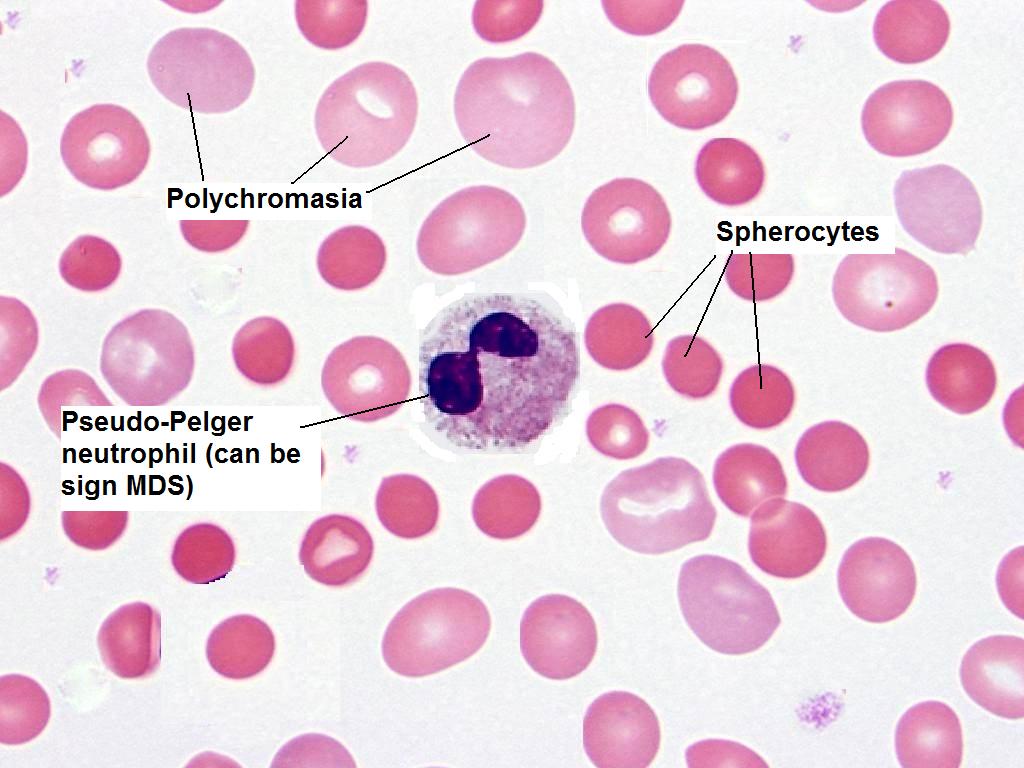 Polychromasia
Spherocytes
Pseudo-Pelger
neutrophil (can be
sign MDS)